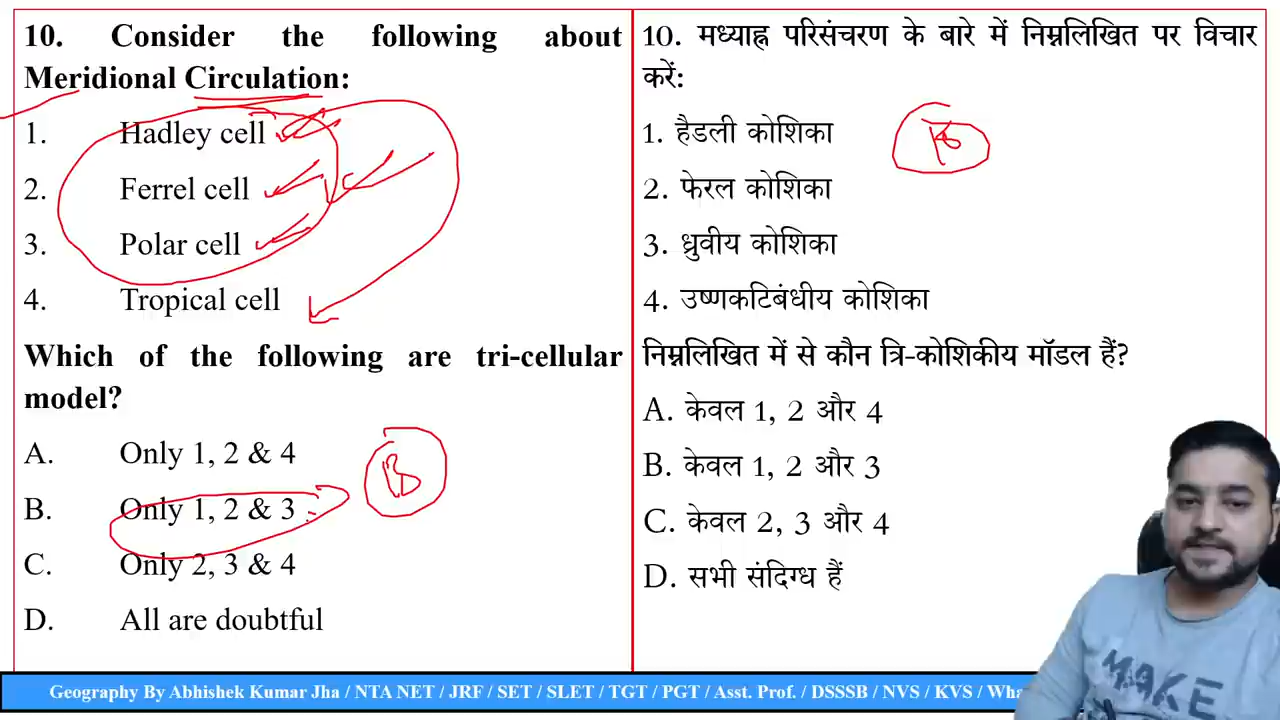 10. Consider the following about
Meridional Circulation:
1. Hadley cell
2. Ferrel cell
3. Polar cell
4. Tropical cell
Which of the following are tri-cellular
model?
A. Only 1, 2 & 4
B. Only 1, 2 & 3
C. Only 2, 3 & 4
D. All are doubtful
B
10. मध्याह्न परिसंचरण के बारे में निम्नलिखित पर विचार
करें:
1. हैडली कोशिका
2. फेरल कोशिका
3. ध्रुवीय कोशिका
4. उष्णकटिबंधीय कोशिका
निम्नलिखित में से कौन त्रि-कोशिकीय मॉडल हैं?
A. केवल 1, 2 और 4
B. केवल 1, 2 और 3
C. केवल 2, 3 और 4
D. सभी संदिग्ध हैं
MAKE
Geography By Abhishek Kumar Jha / NTA NET / JRF / SET / SLET / TGT / PGT / Asst. Prof. / DSSSB / NVS / KVS /